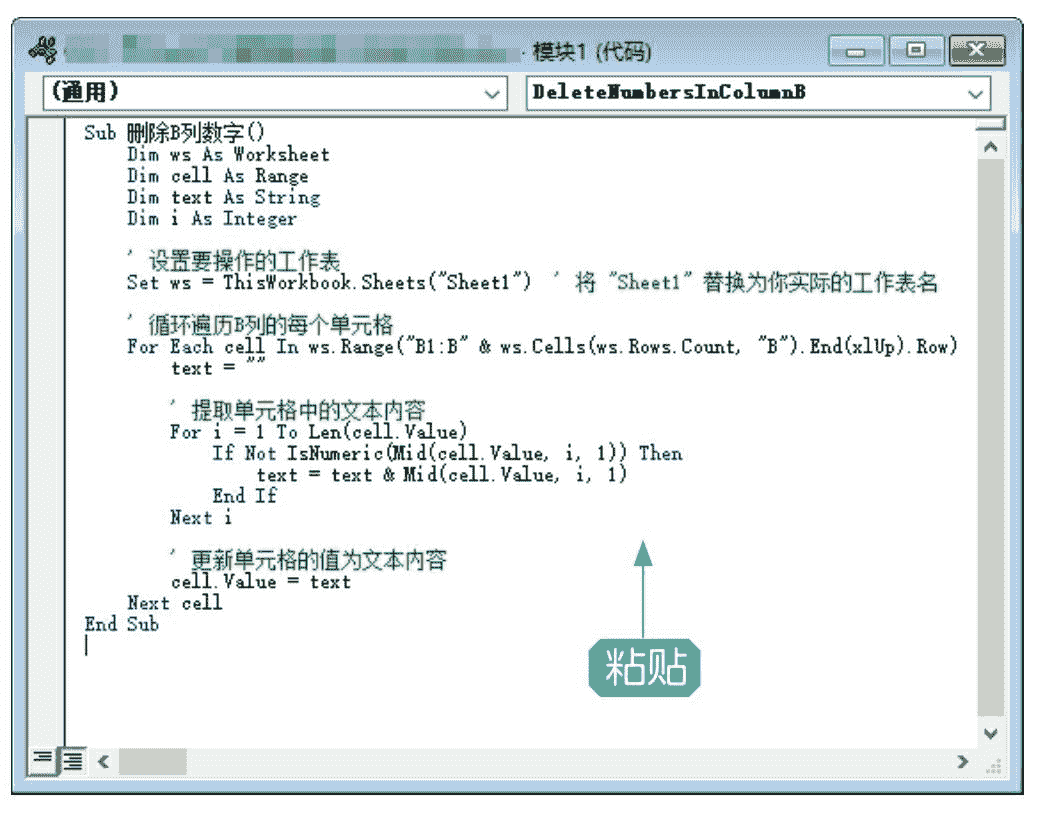 模块1 (代码)
(通用)
DeleteNumbersInColumnB
Sub 删除B列数字()
    Dim ws As Worksheet
    Dim cell As Range
    Dim text As String
    Dim i As Integer
    ' 设置要操作的工作表
    Set ws = ThisWorkbook.Sheets("Sheet1")  ' 将 "Sheet1" 替换为你实际的工作表名
    ' 循环遍历B列的每个单元格
    For Each cell In ws.Range("B1:B" & ws.Cells(ws.Rows.Count, "B").End(xlUp).Row)
        text = ""
        ' 提取单元格中的文本内容
        For i = 1 To Len(cell.Value)
            If Not IsNumeric(Mid(cell.Value, i, 1)) Then
                text = text & Mid(cell.Value, i, 1)
            End If
        Next i
        ' 更新单元格的值为文本内容
        cell.Value = text
    Next cell
End Sub
粘贴